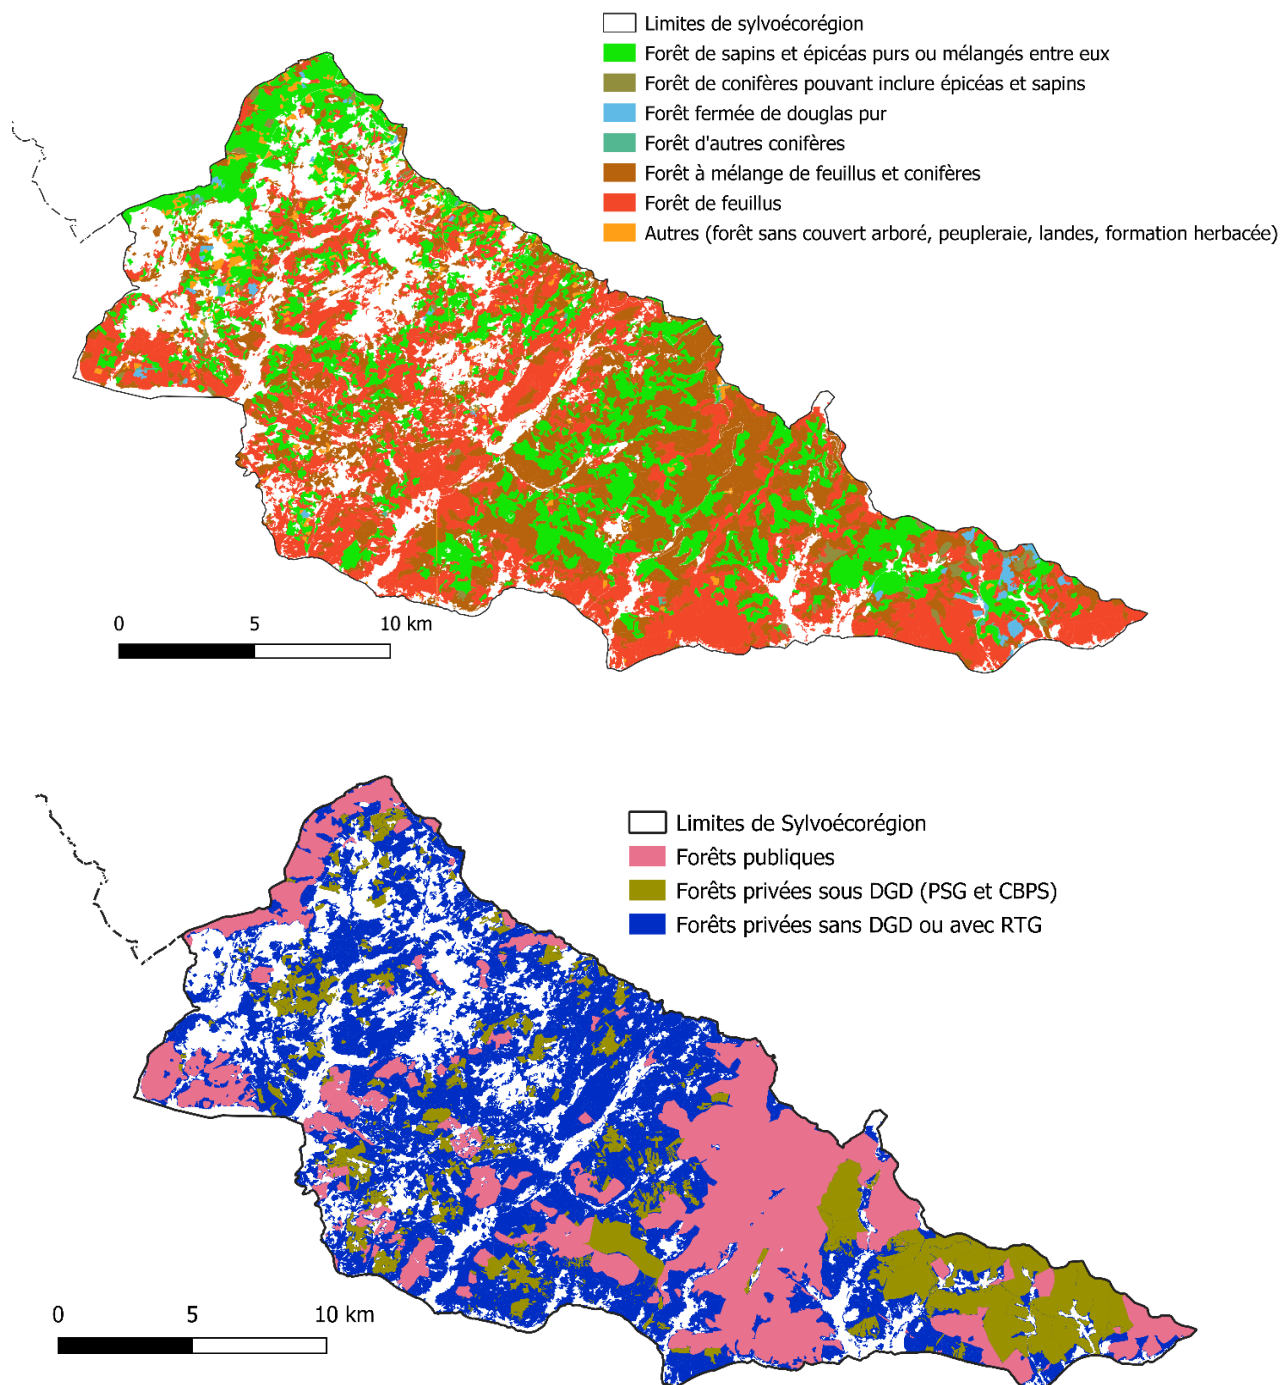 Limites de sylvoécorégion
Forêt de sapins et épicéas purs ou mélangés entre eux
Forêt de conifères pouvant inclure épicéas et sapins
Forêt fermée de douglas pur
Forêt d'autres conifères
Forêt à mélange de feuillus et conifères
Forêt de feuillus
Autres (forêt sans couvert arboré, peupleraie, landes, formation herbacée)
0 5 10 km
Limites de Sylvoécorégion
Forêts publiques
Forêts privées sous DGD (PSG et CBPS)
Forêts privées sans DGD ou avec RTG
0 5 10 km